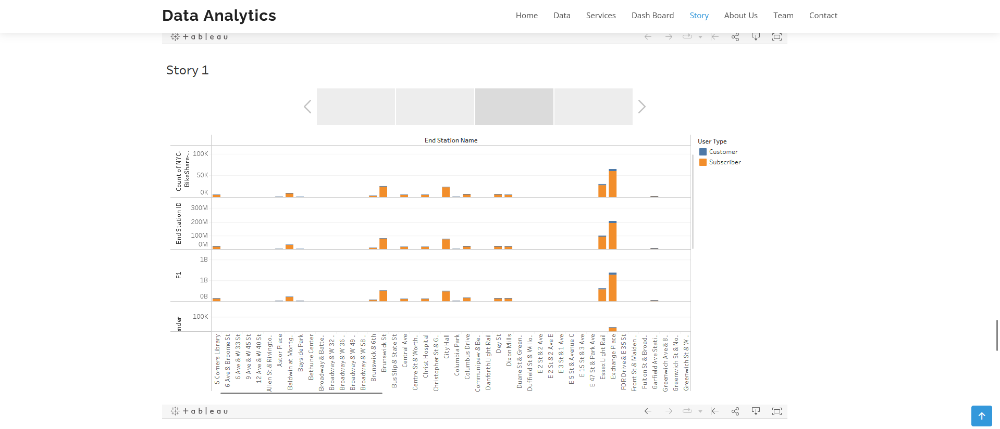 Data Analytics
Home Data Services Dash Board Story About Us Team Contact
+ a b l e a u
Story 1
End Station Name
User Type
Customer
Subscriber
Count of NYC-
BikeShare-...
100K
50K
0K
End Station ID
300M
200M
100M
0M
F1
1B
1B
0B
ender
100K
5 Corners Library
6 Ave & Broome St
6 Ave & W 33 St
9 Ave & W 45 St
12 Ave & W 40 St
Allen St & Rivingto..
Astor Place
Baldwin at Montg..
Bayside Park
Bethune Center
Broadway & Batte..
Broadway & W 32 ..
Broadway & W 36 ..
Broadway & W 49 ..
Broadway & W 58 ..
Brunswick & 6th
Brunswick St
Bus Slip & State St
Central Ave
Centre St & Worth..
Christ Hospital
Christopher St & G..
City Hall
Columbia Park
Columbus Drive
Communipaw & Be..
Danforth Light Rail
Dey St
Dixon Mills
Duane St & Green..
Duffield St & Willo..
E 2 St & 2 Ave
E 2 St & 2 Ave E
E 3 St & 1 Ave
E 5 St & Avenue C
E 15 St & 3 Ave
E 47 St & Park Ave
Essex Light Rail
Exchange Place
FDR Drive & E 35 St
Front St & Maiden ..
Fulton St & Broad..
Garfield Ave Stati..
Greenwich Ave & 8..
Greenwich St & No..
Greenwich St & W ..
+ a b l e a u